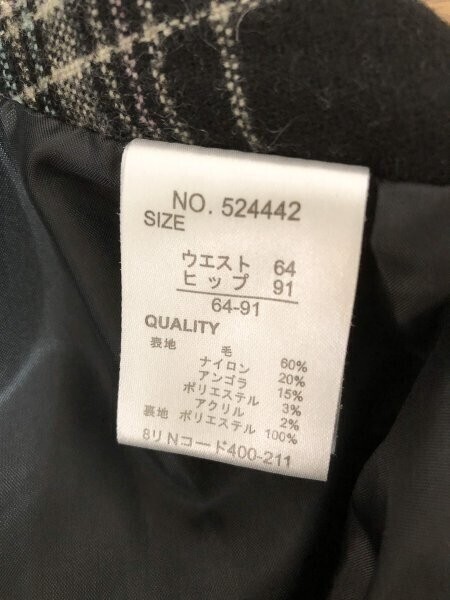 NO. 524442
SIZE
ウエスト 64
ヒップ 91
64-91
QUALITY
表地 毛 60%
ナイロン 20%
アンゴラ 15%
ポリエステル 3%
アクリル 2%
裏地 ポリエステル 100%
8リ Nコード400-211